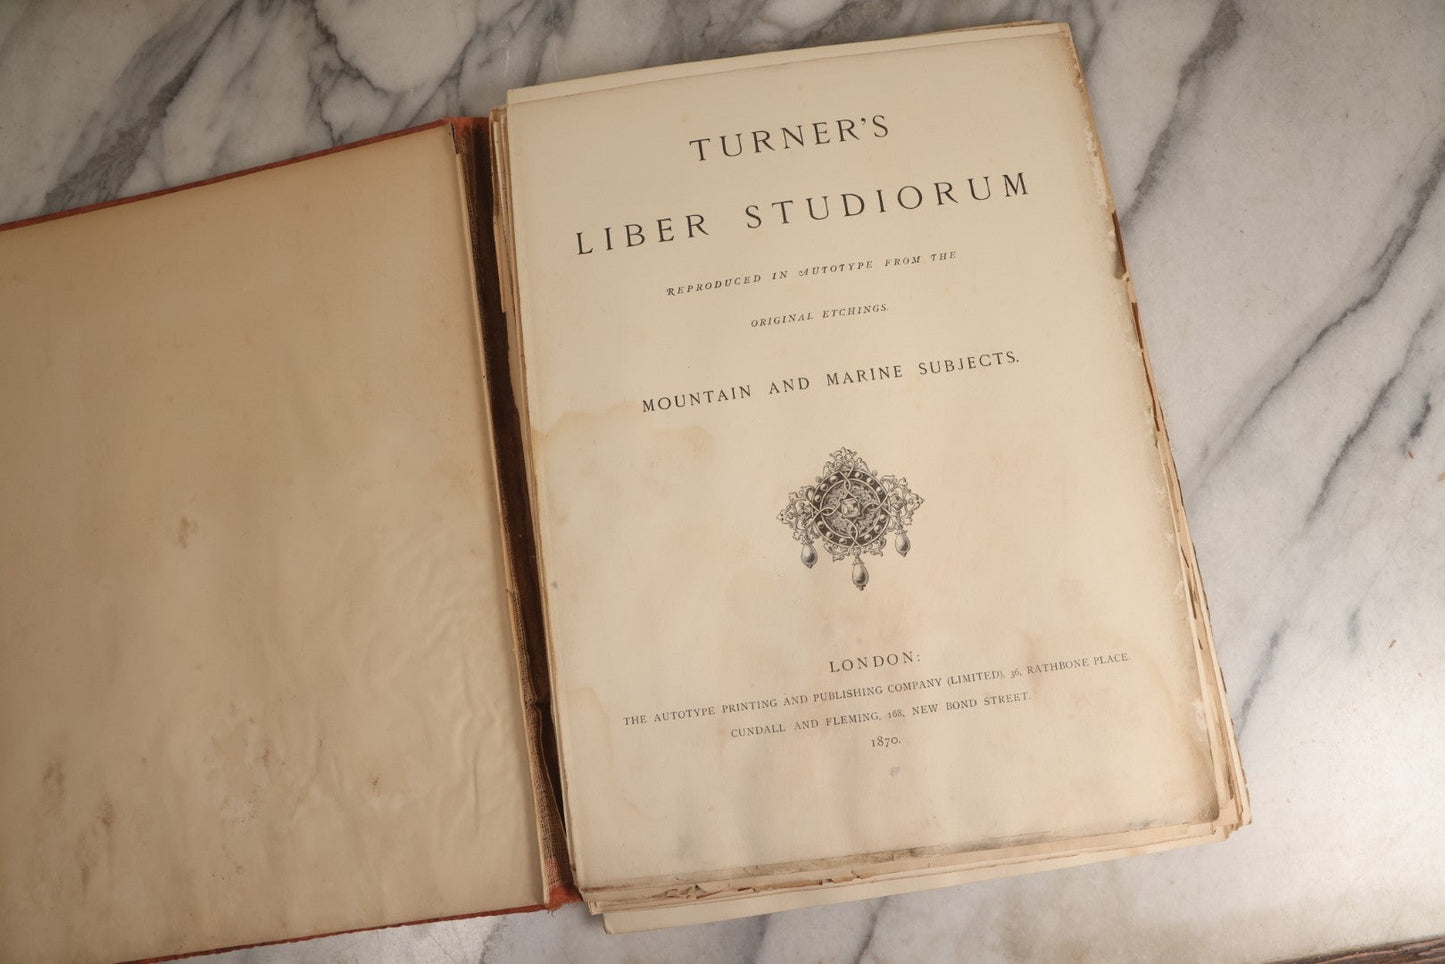 TURNER'S
LIBER STUDIORUM
REPRODUCED IN AUTOTYPE FROM THE
ORIGINAL ETCHINGS.
MOUNTAIN AND MARINE SUBJECTS.
LONDON:
THE AUTOTYPE PRINTING AND PUBLISHING COMPANY (LIMITED), 36, RATHBONE PLACE.
CUNDALL AND FLEMING, 168, NEW BOND STREET.
1870.